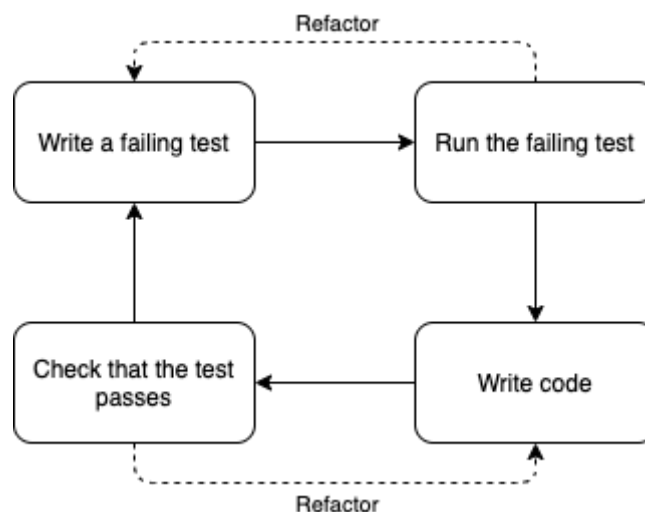 Refactor
Write a failing test
Run the failing test
Check that the test
passes
Write code
Refactor